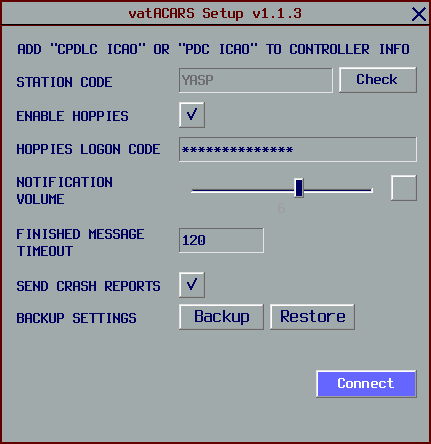 vatACARS Setup v1.1.3
ADD "CPDLC ICAO" OR "PDC ICAO" TO CONTROLLER INFO
STATION CODE YASP Check
ENABLE HOPPIES ✓
HOPPIES LOGON CODE **************
NOTIFICATION
VOLUME
6
FINISHED MESSAGE
TIMEOUT
120
SEND CRASH REPORTS ✓
BACKUP SETTINGS Backup Restore
Connect